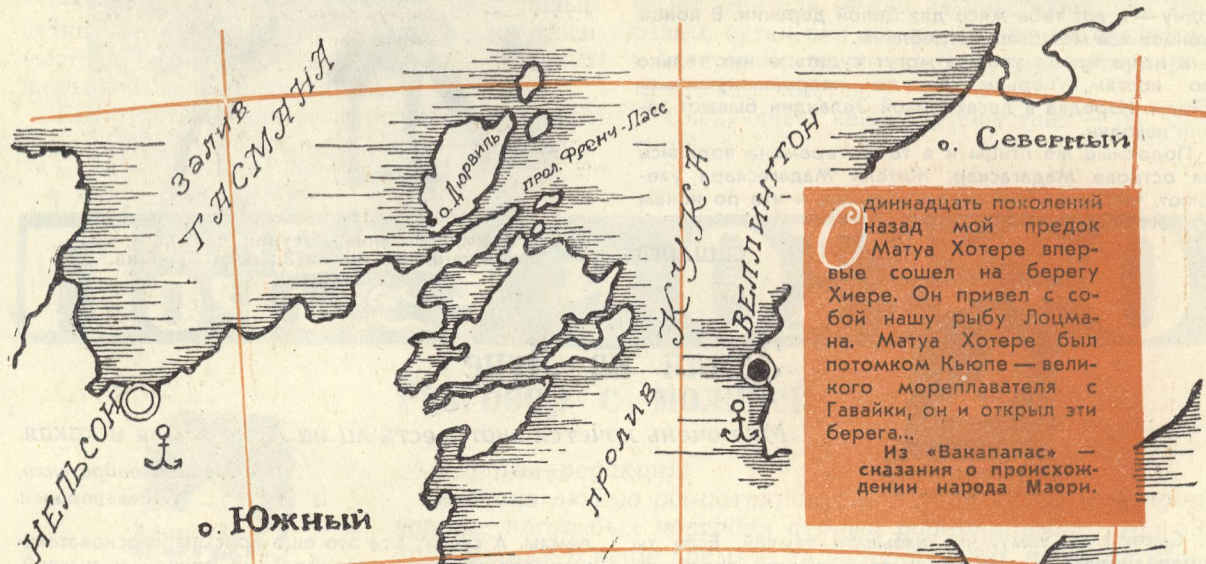 Залив
ТАСМАНА
о. Дюрвиль
прол. Френч-Пасс
КУКА
ПРОЛИВ
ВЕЛЛИНГТОН
о. Северный
НЕЛЬСОН
о. Южный
Одиннадцать поколений
назад мой предок
Матуа Хотере впер-
вые сошел на берегу
Хиере. Он привел с со-
бой нашу рыбу Лоцма-
на. Матуа Хотере был
потомком Кьюпе — вели-
кого мореплавателя с
Гавайки, он и открыл эти
берега...
Из «Вакапапас» —
сказания о происхож-
дении народа Маори.